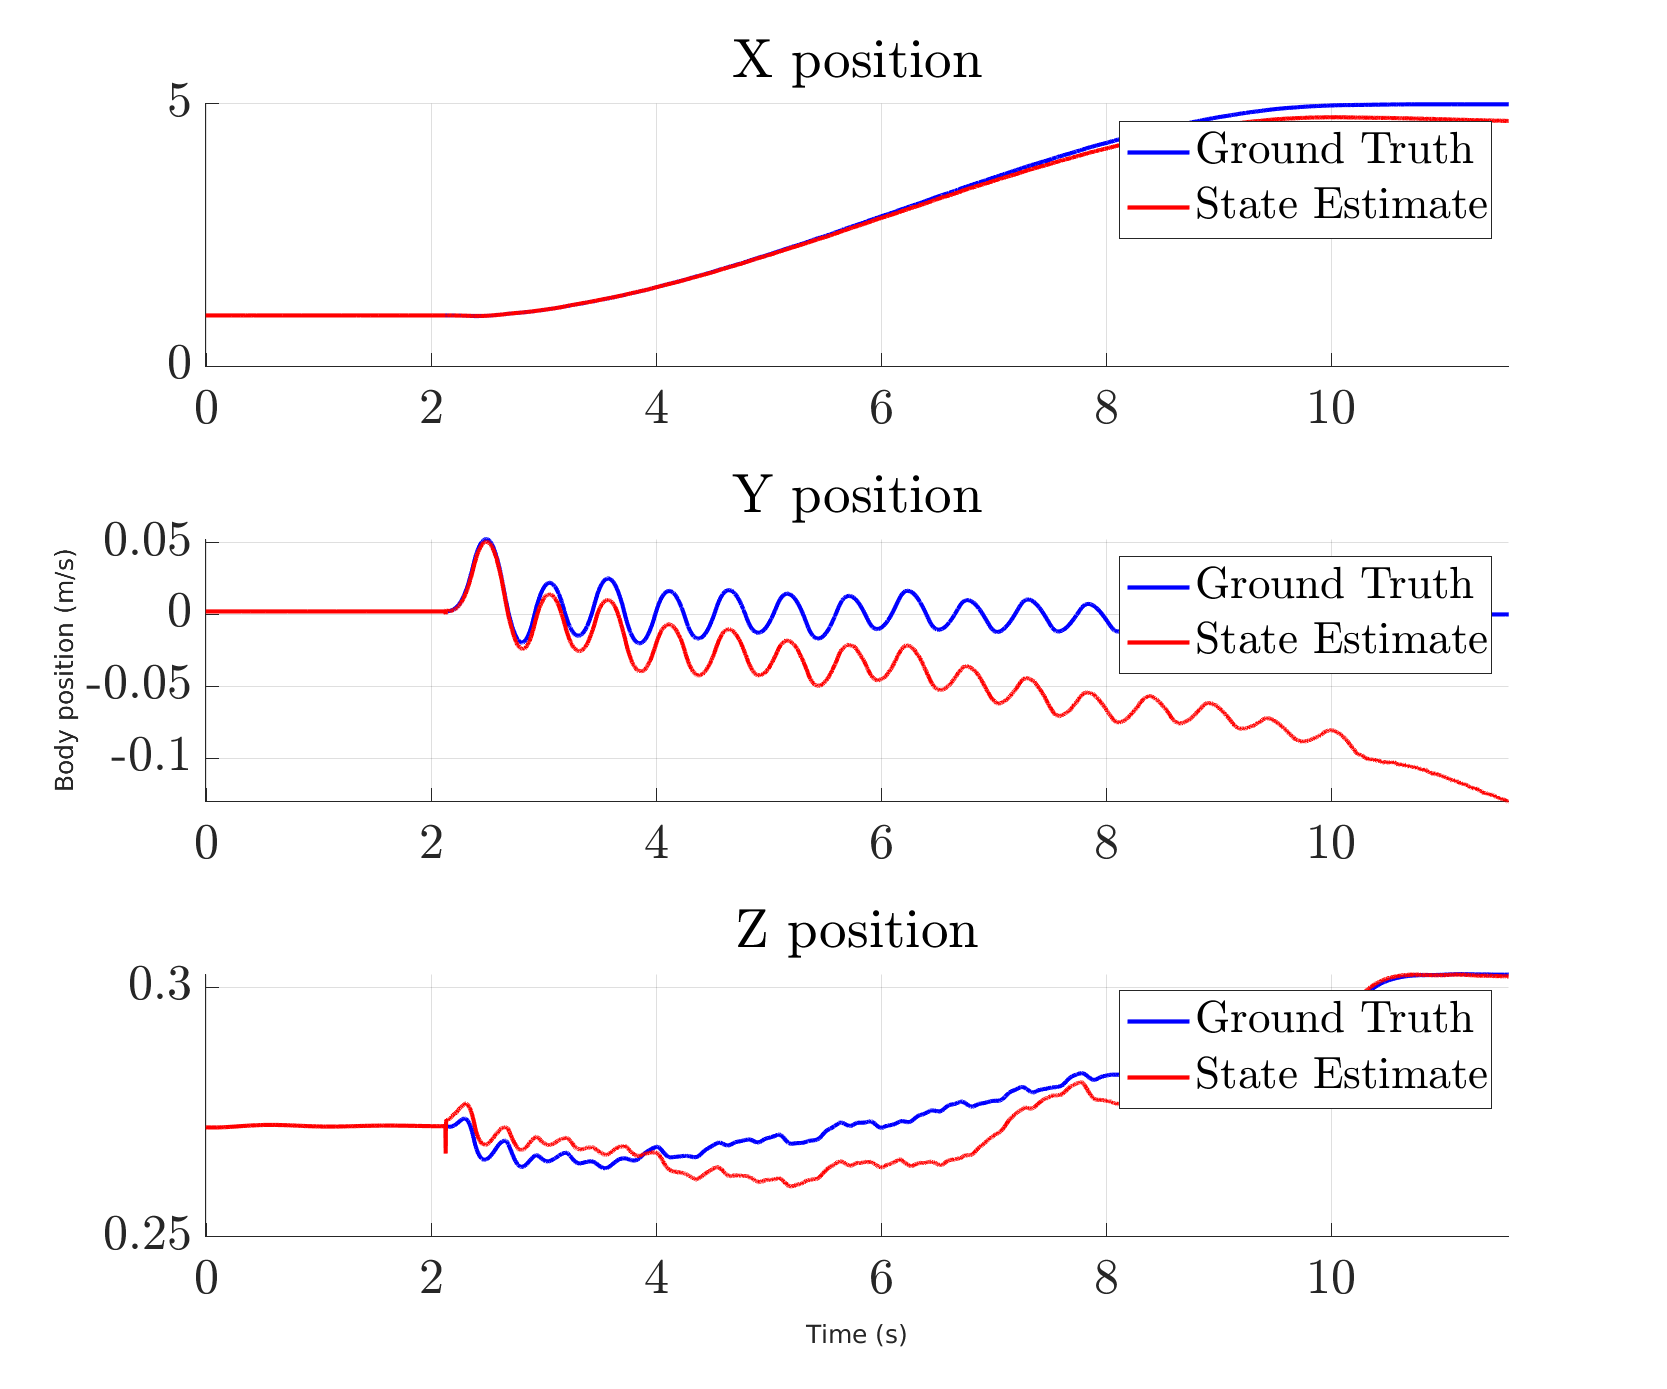 X position
5
0
0 2 4 6 8 10
Ground Truth
State Estimate
Y position
Body position (m/s)
0.05
0
-0.05
-0.1
0 2 4 6 8 10
Ground Truth
State Estimate
Z position
0.3
0.25
0 2 4 6 8 10
Ground Truth
State Estimate
Time (s)